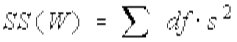 SS(W) = ∑ df·s²